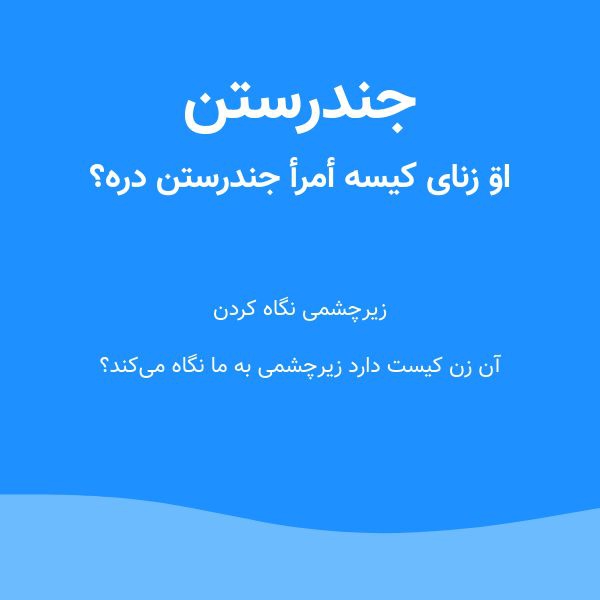 جندرستن
اۊ زنای کیسه أمرأ جندرستن دره؟
زیرچشمی نگاه کردن
آن زن کیست دارد زیرچشمی به ما نگاه می‌کند؟